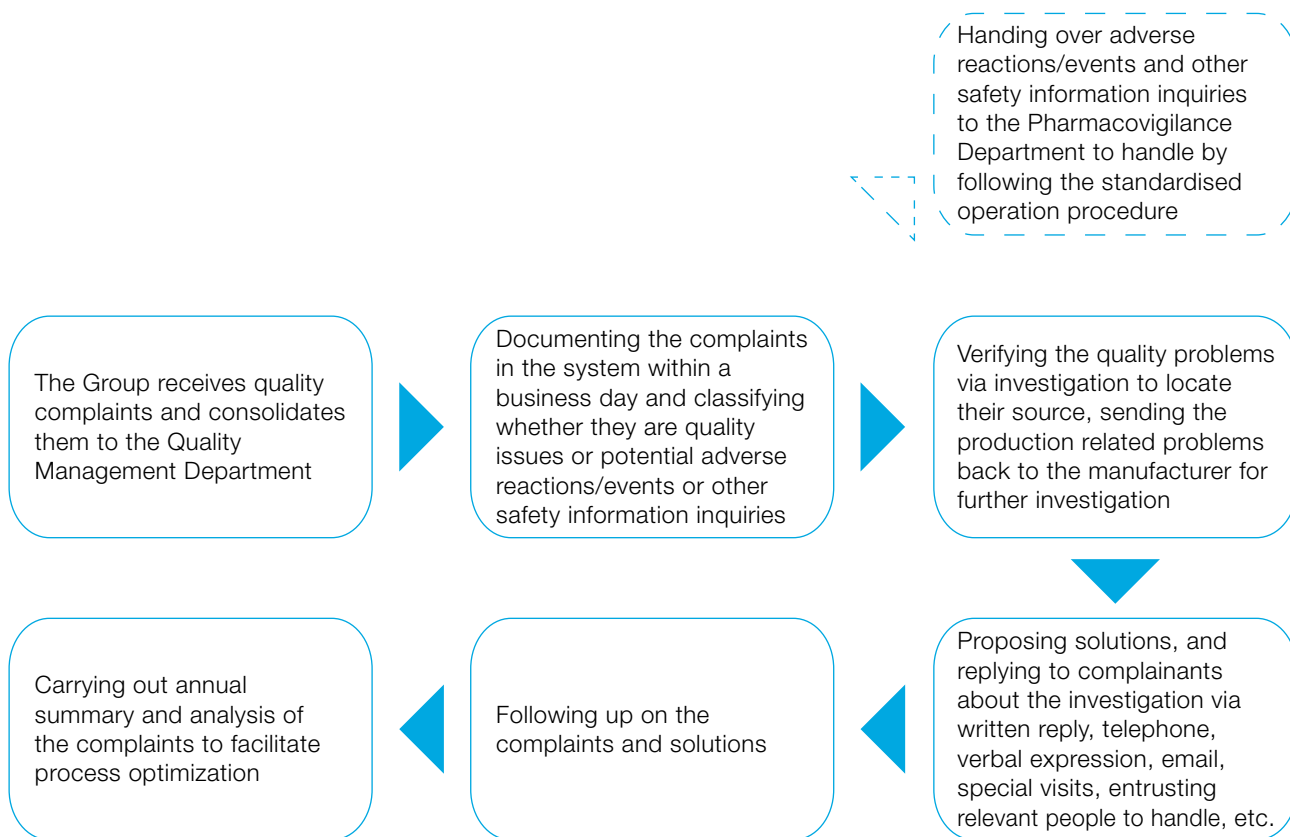 Handing over adverse
reactions/events and other
safety information inquiries
to the Pharmacovigilance
Department to handle by
following the standardised
operation procedure
The Group receives quality
complaints and consolidates
them to the Quality
Management Department
Documenting the complaints
in the system within a
business day and classifying
whether they are quality
issues or potential adverse
reactions/events or other
safety information inquiries
Verifying the quality problems
via investigation to locate
their source, sending the
production related problems
back to the manufacturer for
further investigation
Proposing solutions, and
replying to complainants
about the investigation via
written reply, telephone,
verbal expression, email,
special visits, entrusting
relevant people to handle, etc.
Following up on the
complaints and solutions
Carrying out annual
summary and analysis of
the complaints to facilitate
process optimization